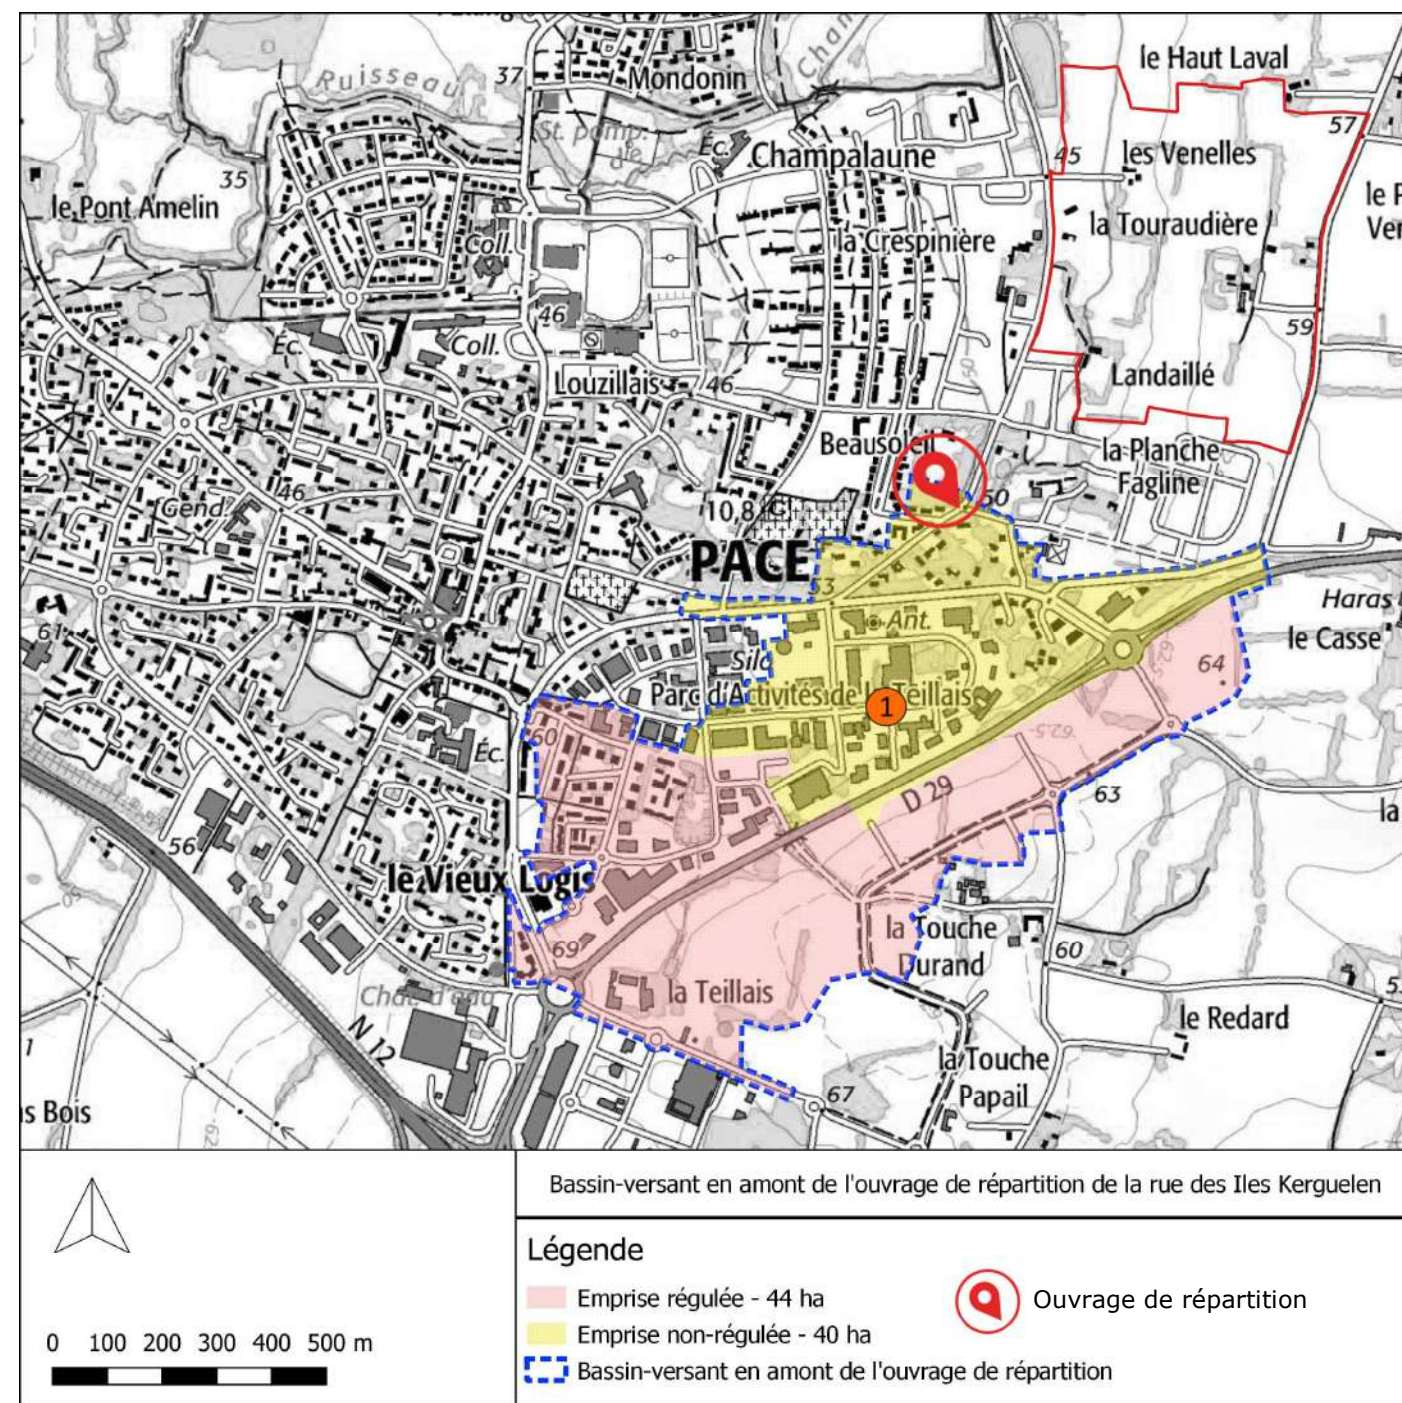 37
Ruisseau
Mondonin
le Haut Laval
St. pomp.
Éc.
Champalaune
57
45
les Venelles
35
le Pont Amelin
la Touraudière
Coll.
la Crespinière
59
46
Coll.
Éc.
Louzillais
46
Landaillé
Beausoleil
la Planche
Fagline
46
Gend.
10,8
50
PACÉ
53
Haras
le Casse
61
Ant.
Silo
64
Parc d'Activités de la Teillais
1
60
Éc.
62,5
D 29
63
la
56
le Vieux Logis
69
la Touche
Durand
60
Chât. d'eau
la Teillais
le Redard
N 12
la Touche
Papail
67
s Bois
Bassin-versant en amont de l'ouvrage de répartition de la rue des Iles Kerguelen
Légende
Emprise régulée - 44 ha
Ouvrage de répartition
Emprise non-régulée - 40 ha
Bassin-versant en amont de l'ouvrage de répartition
0 100 200 300 400 500 m